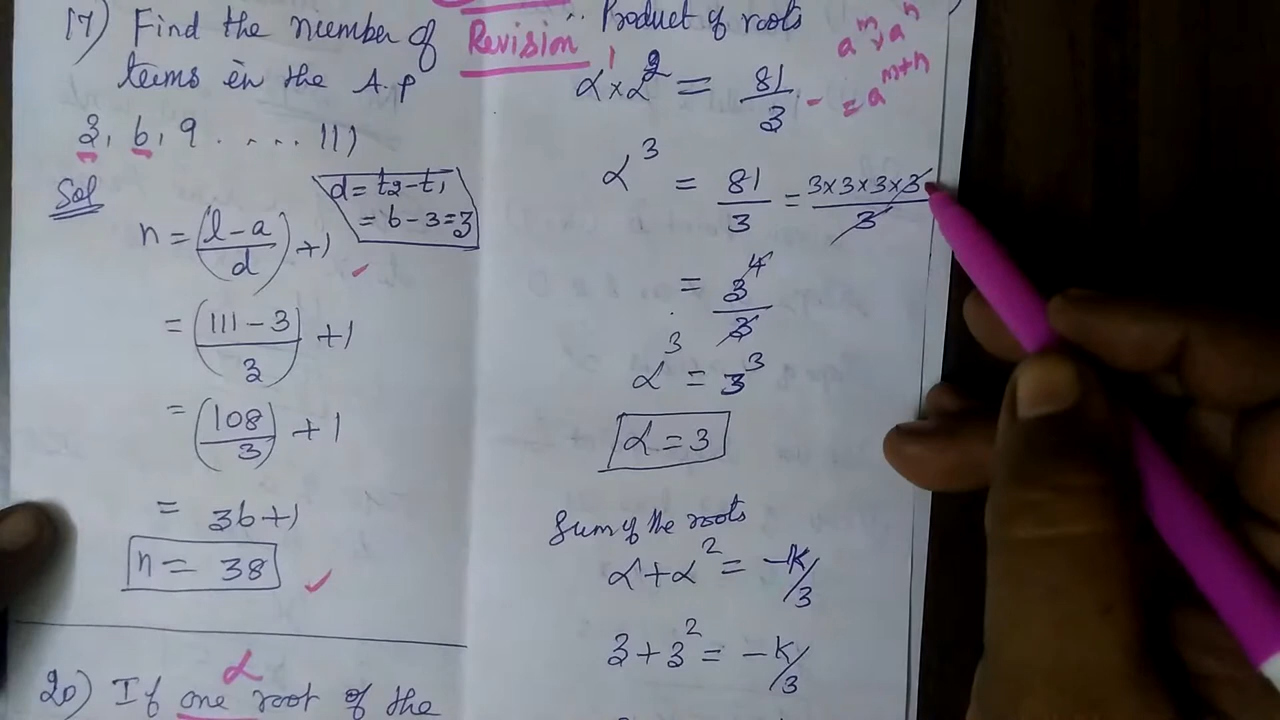 17) Find the number of
terms in the A.P
3, 6, 9 ..... 111
Sol
d = t2 - t1
= 6 - 3 = 3
n = (l - a / d) + 1
= (111 - 3 / 3) + 1
= (108 / 3) + 1
= 36 + 1
n = 38
20) If one root of the
α
Revision
∴ Product of roots
α¹ × α² = 81/3
a^m × a^n
= a^m+n
α³ = 81/3 = 3×3×3×3/3
= 3⁴/3
α³ = 3³
α = 3
Sum of the roots
α + α² = -k/3
3 + 3² = -k/3